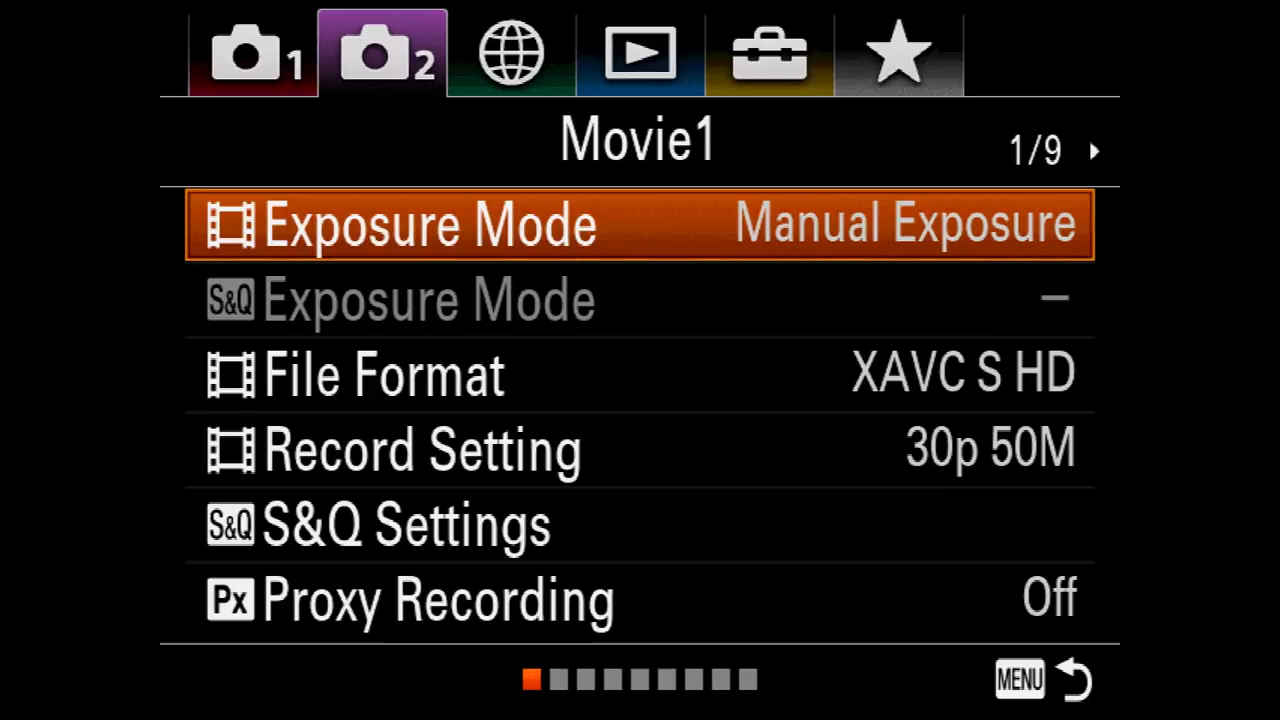 1 2
Movie1
1/9
Exposure Mode Manual Exposure
S&Q Exposure Mode –
File Format XAVC S HD
Record Setting 30p 50M
S&Q S&Q Settings
Px Proxy Recording Off
MENU